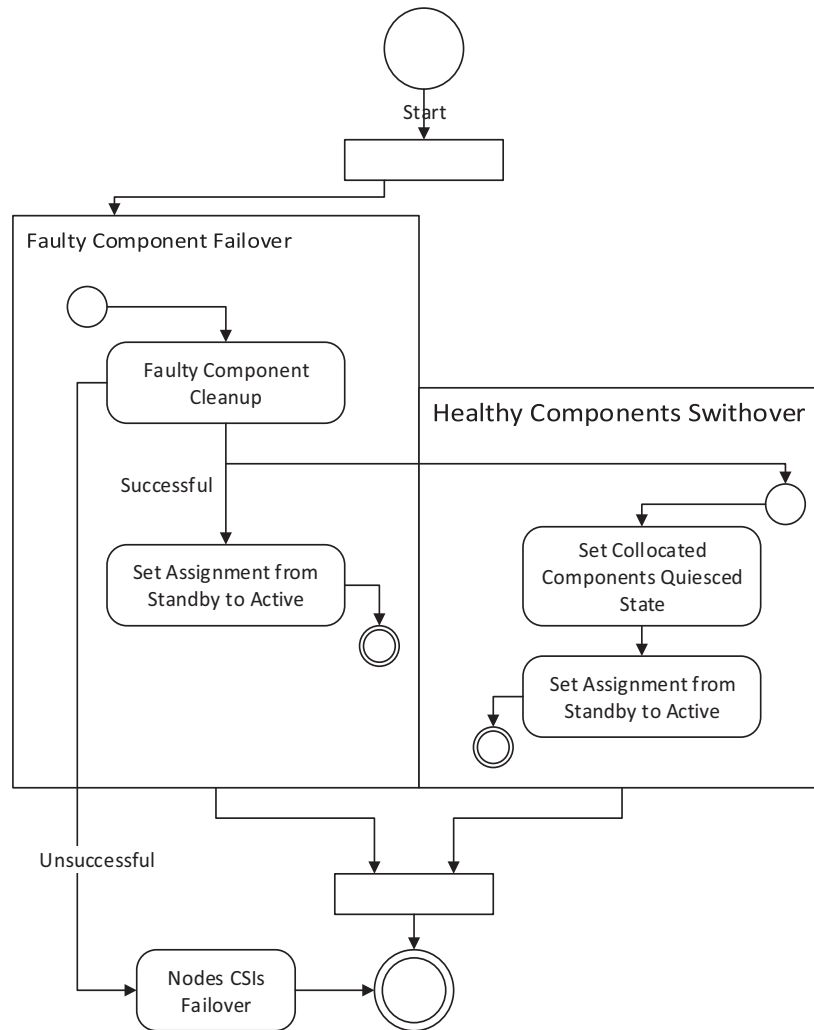 Start
Faulty Component Failover
Faulty Component
Cleanup
Healthy Components Swithover
Successful
Set Assignment from
Standby to Active
Set Collocated
Components Quiesced
State
Set Assignment from
Standby to Active
Unsuccessful
Nodes CSIs
Failover